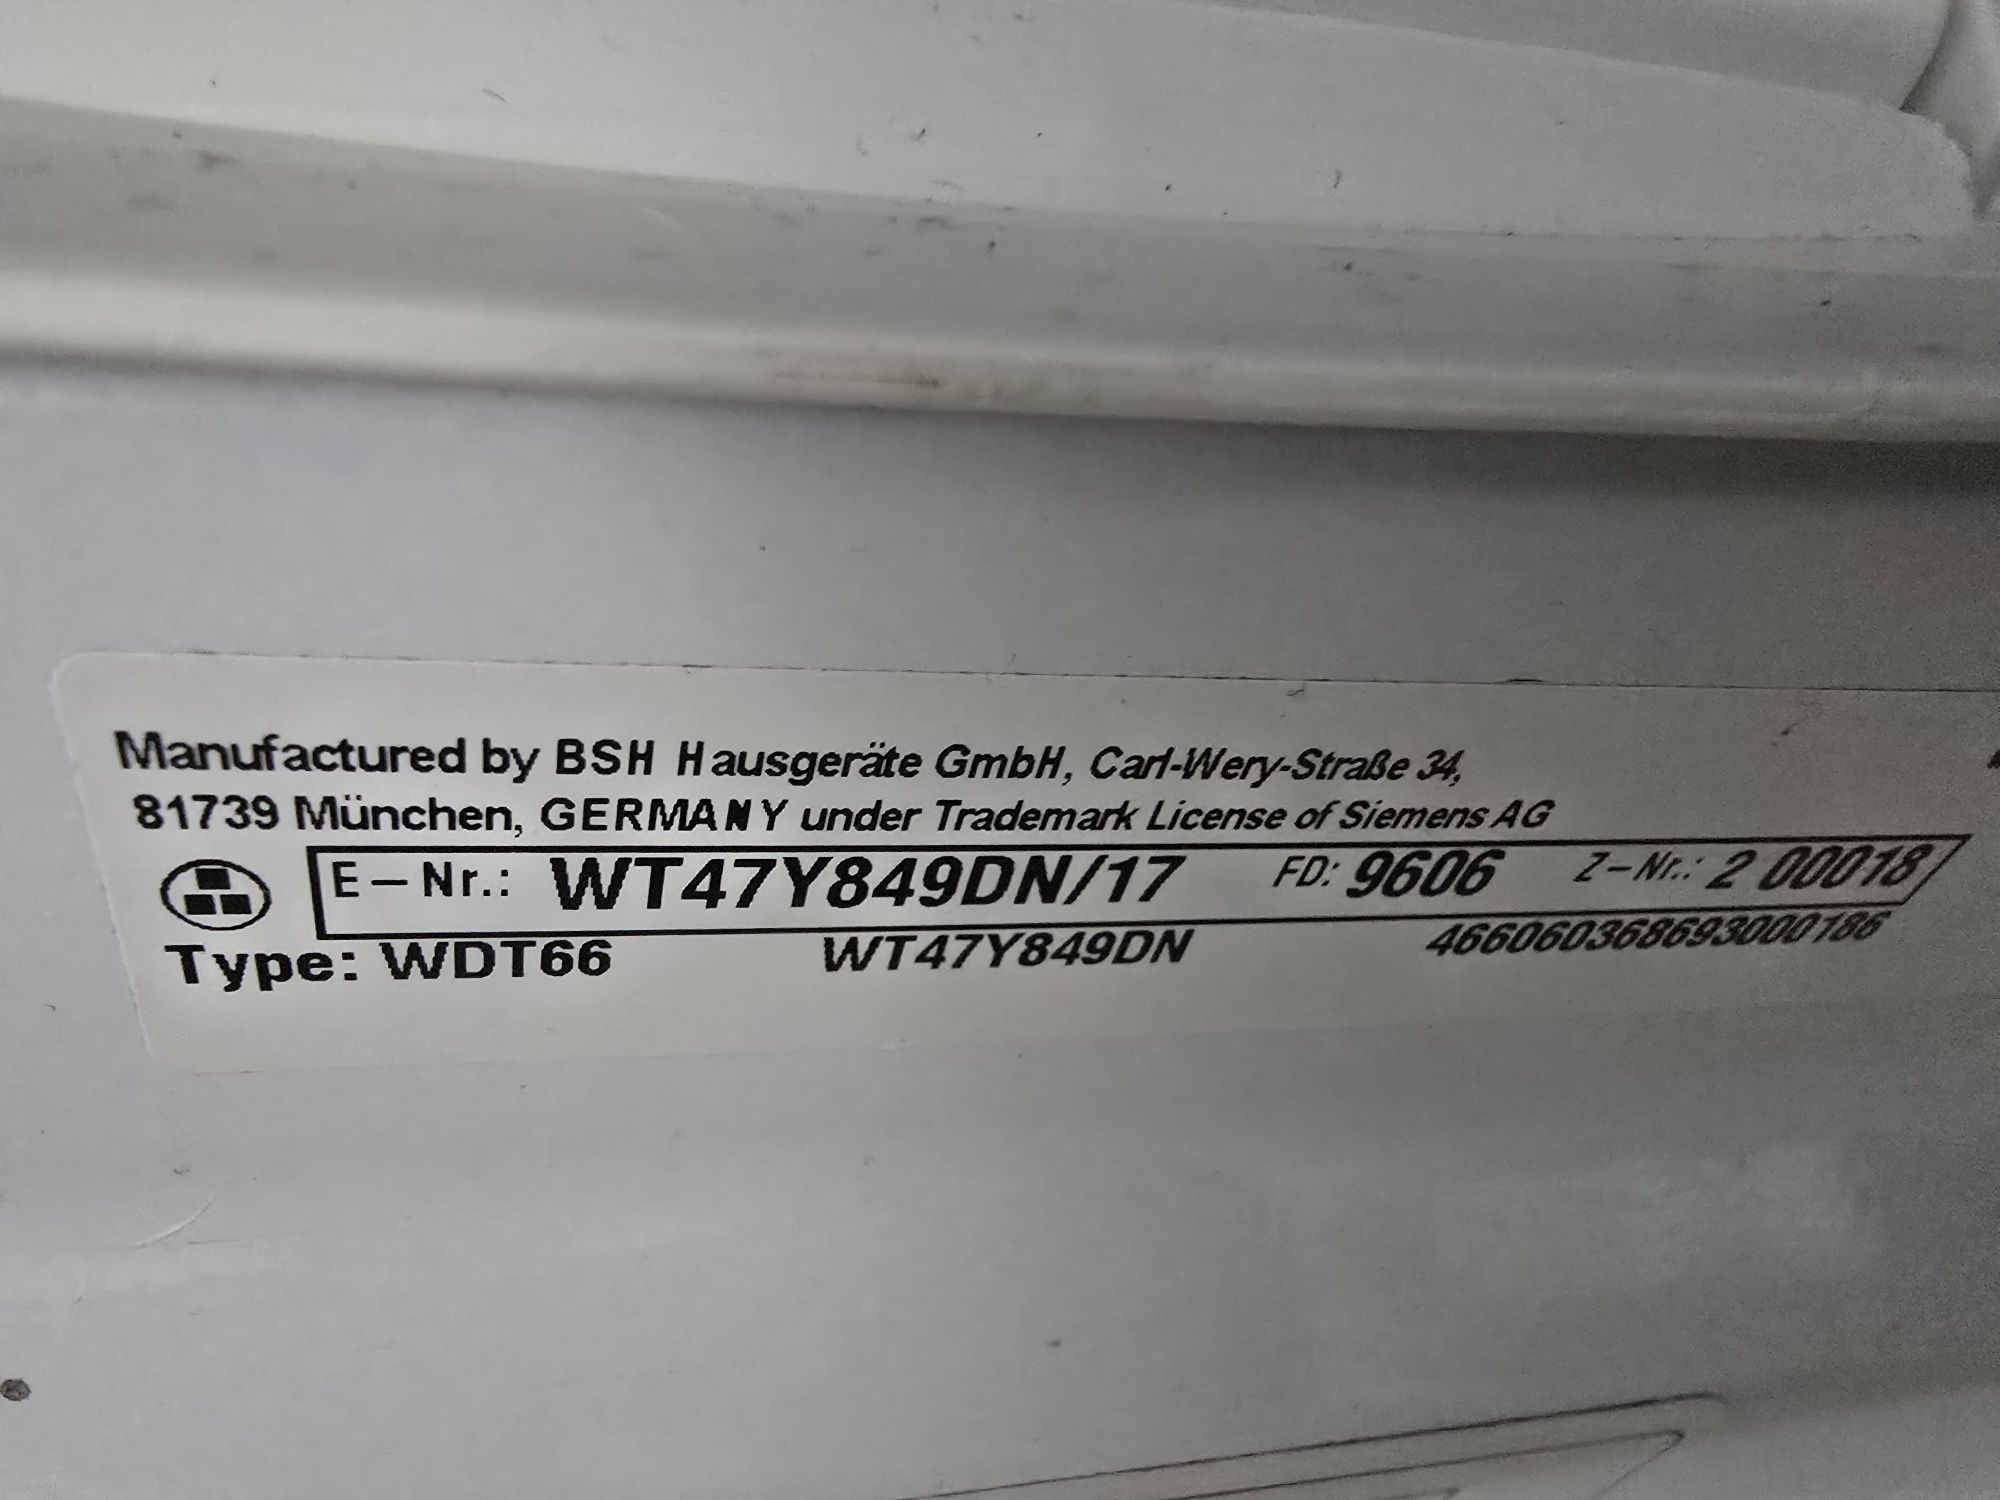 Manufactured by BSH Hausgeräte GmbH, Carl-Wery-Straße 34,
81739 München, GERMANY under Trademark License of Siemens AG
E-Nr.: WT47Y849DN/17 FD: 9606 Z-Nr.: 2 00018
Type: WDT66 WT47Y849DN 466060368693000186